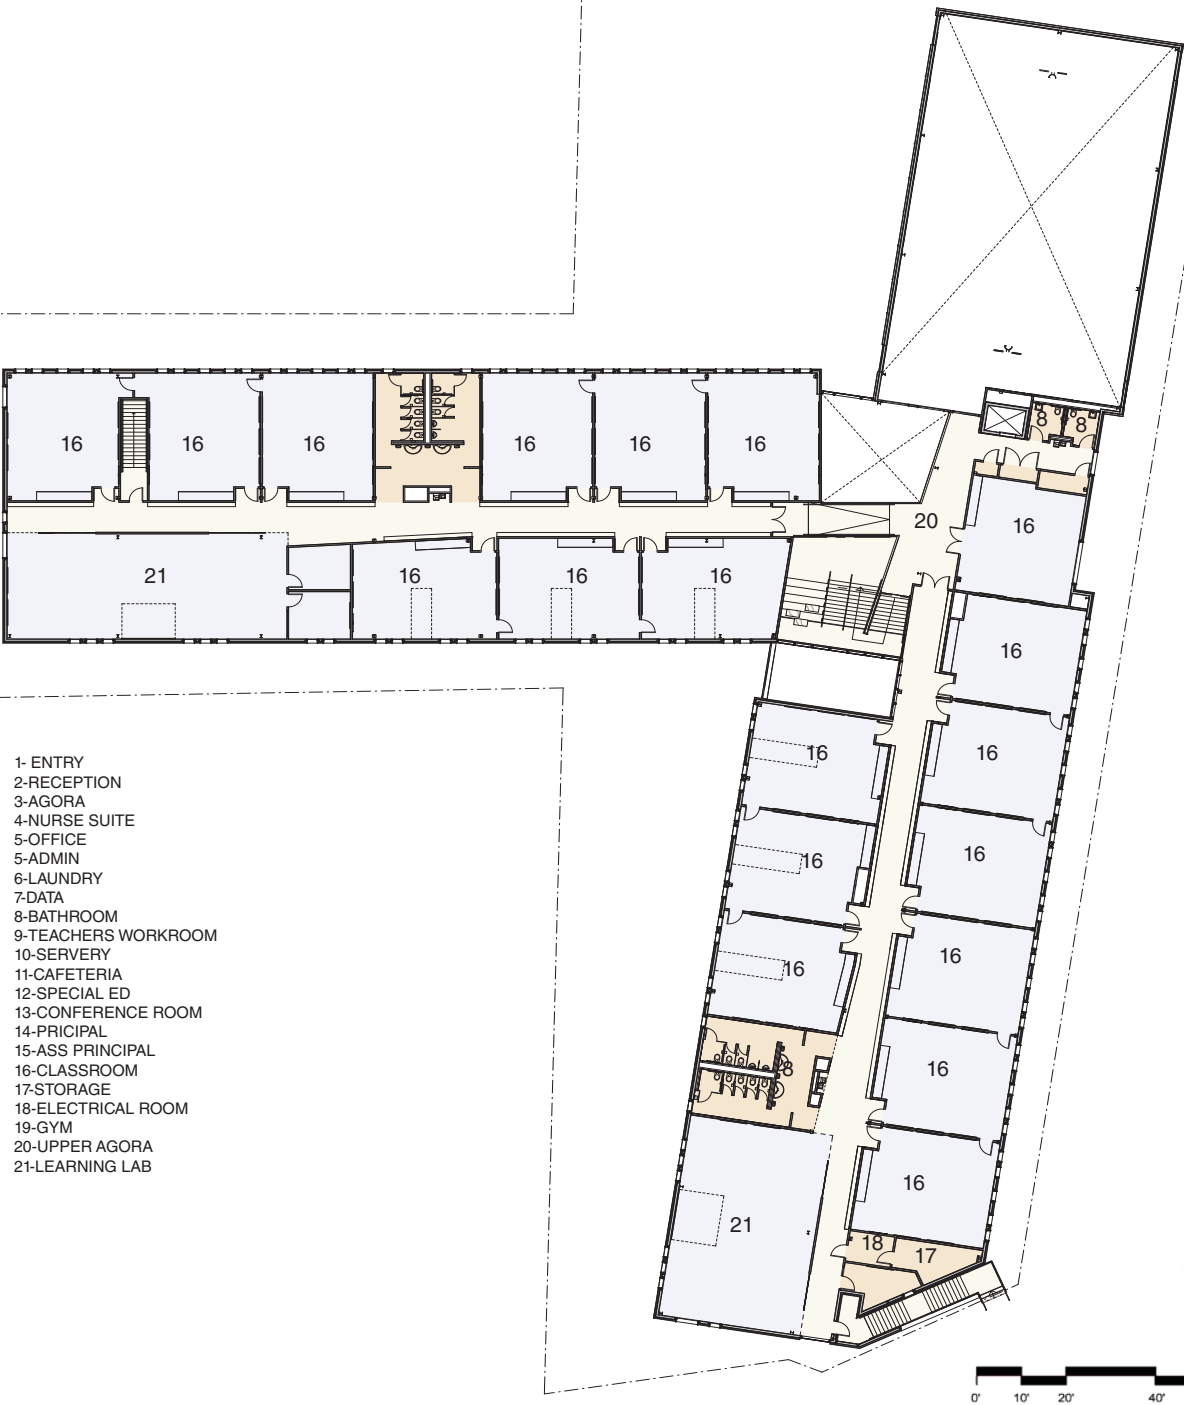 8 8
16 16 16 16 16 16
20 16
21 16 16 16
16
16 16
1- ENTRY
2-RECEPTION
3-AGORA
4-NURSE SUITE
5-OFFICE
5-ADMIN
6-LAUNDRY
7-DATA
8-BATHROOM
9-TEACHERS WORKROOM
10-SERVERY
11-CAFETERIA
12-SPECIAL ED
13-CONFERENCE ROOM
14-PRICIPAL
15-ASS PRINCIPAL
16-CLASSROOM
17-STORAGE
18-ELECTRICAL ROOM
19-GYM
20-UPPER AGORA
21-LEARNING LAB
16 16
16 16
8 16
16
21
18 17
0' 10' 20' 40'